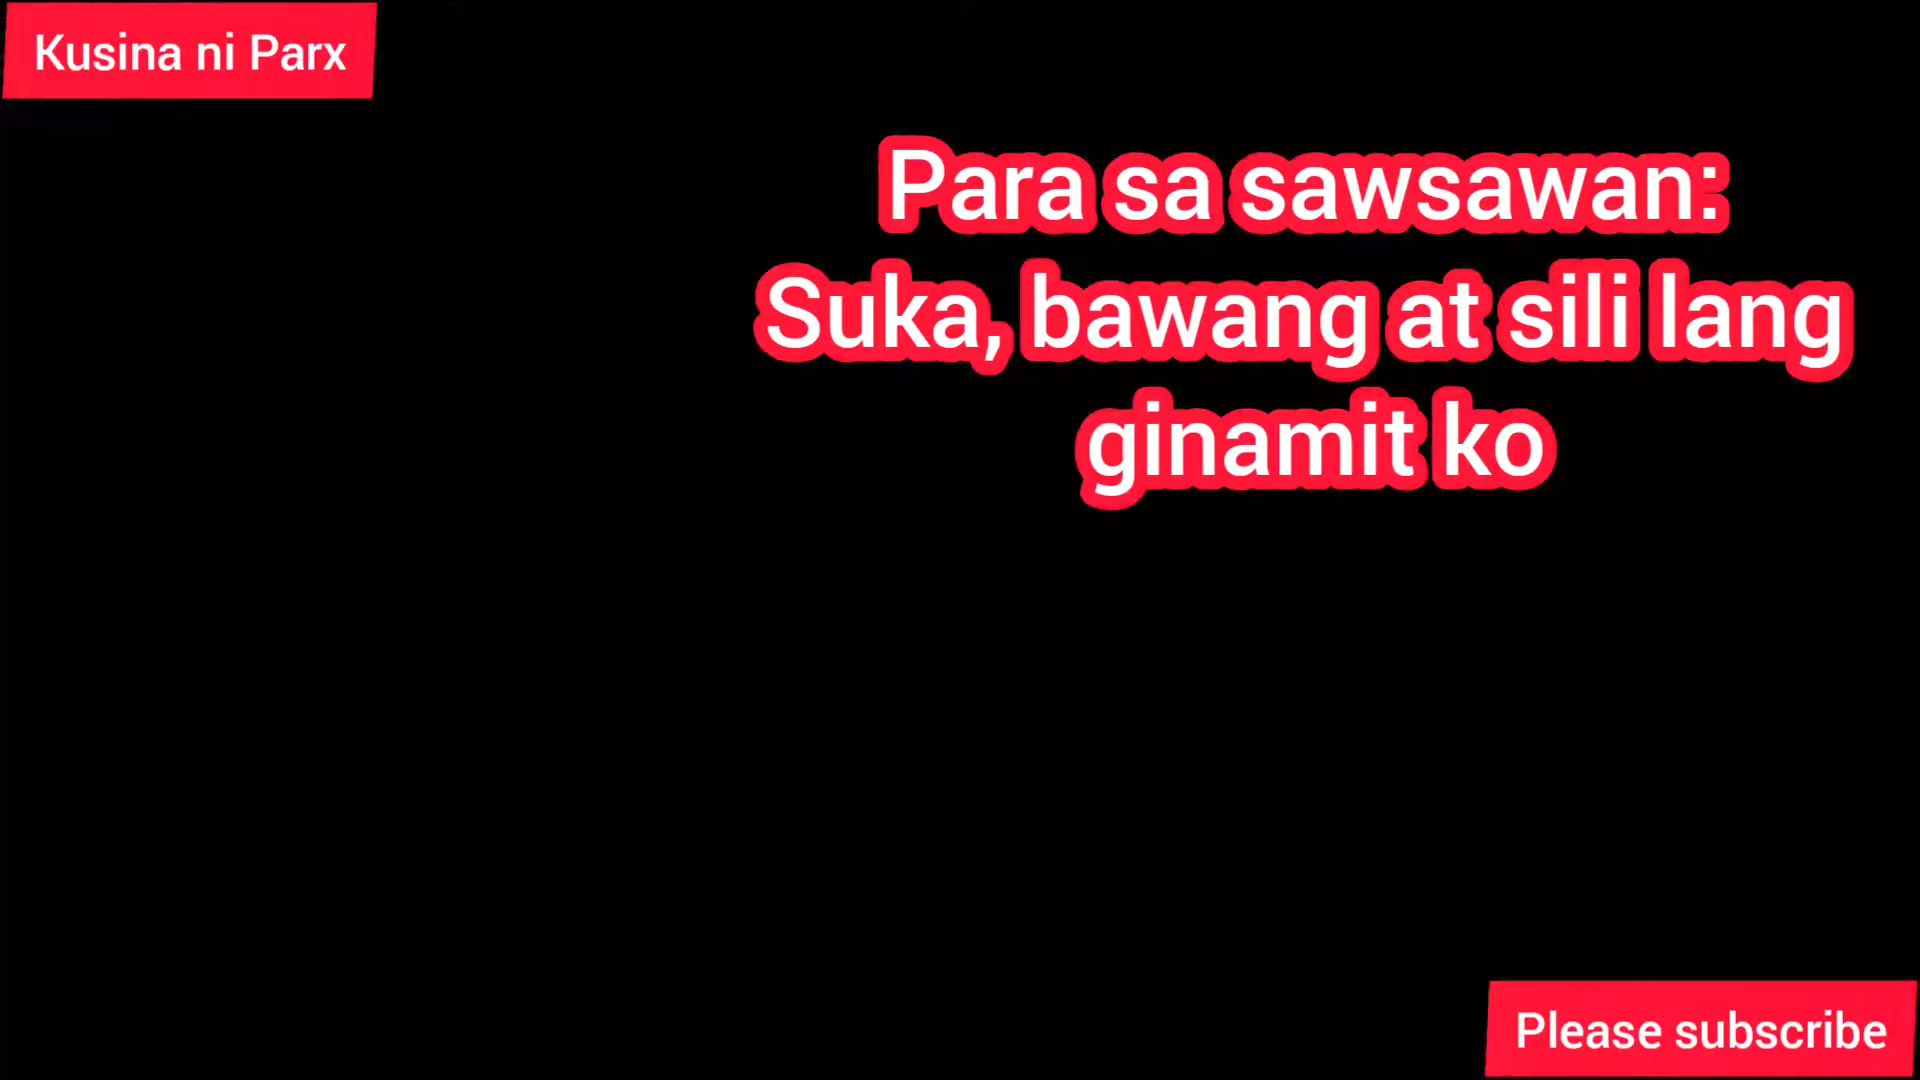 Kusina ni Parx
Para sa sawsawan:
Suka, bawang at sili lang
ginamit ko
Please subscribe